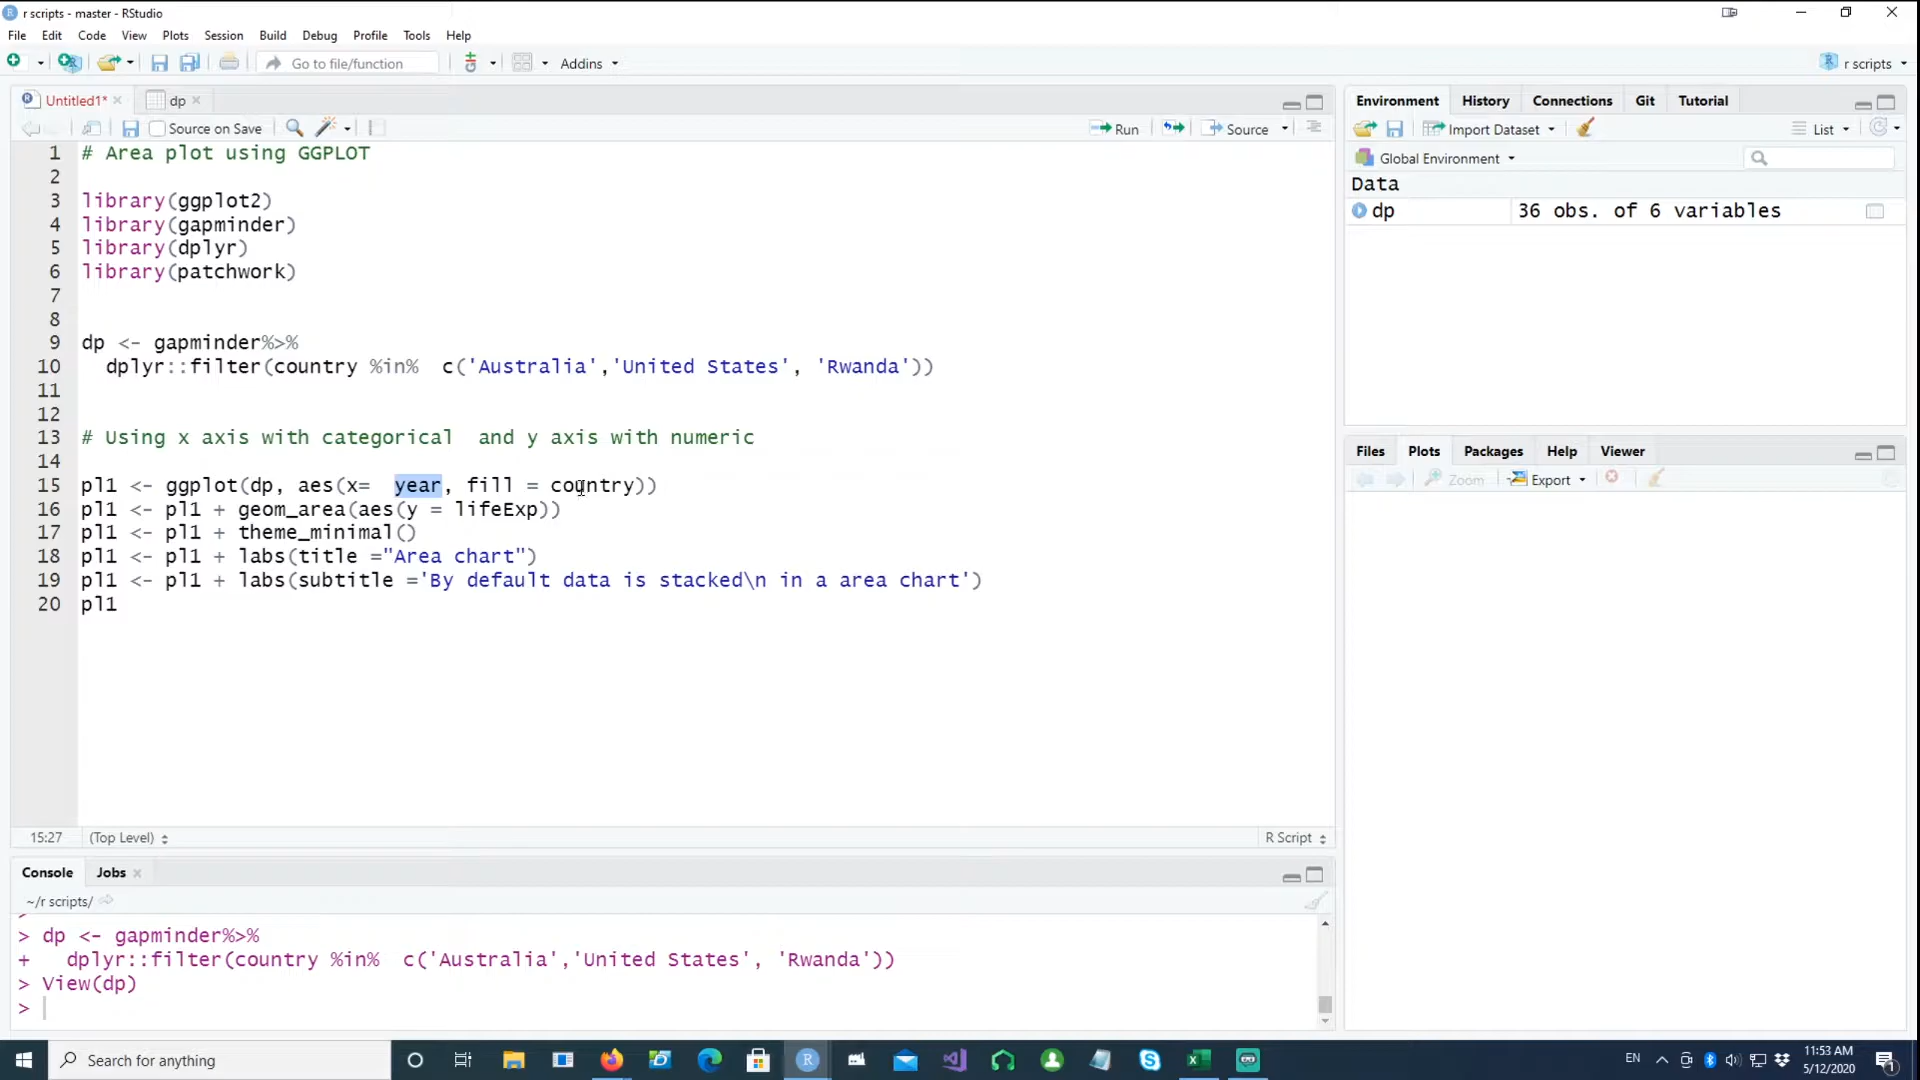 r scripts - master - RStudio
File Edit Code View Plots Session Build Debug Profile Tools Help
Go to file/function Addins r scripts
Untitled1* dp
Source on Save Run Source
1 # Area plot using GGPLOT
2
3 library(ggplot2)
4 library(gapminder)
5 library(dplyr)
6 library(patchwork)
7
8
9 dp <- gapminder%>%
10 dplyr::filter(country %in%  c('Australia','United States', 'Rwanda'))
11
12
13 # Using x axis with categorical  and y axis with numeric
14
15 pl1 <- ggplot(dp, aes(x=  year, fill = country))
16 pl1 <- pl1 + geom_area(aes(y = lifeExp))
17 pl1 <- pl1 + theme_minimal()
18 pl1 <- pl1 + labs(title ="Area chart")
19 pl1 <- pl1 + labs(subtitle ='By default data is stacked\n in a area chart')
20 pl1
15:27 (Top Level) R Script
Console Jobs
~/r scripts/
>
> dp <- gapminder%>%
+   dplyr::filter(country %in%  c('Australia','United States', 'Rwanda'))
> View(dp)
>
Environment History Connections Git Tutorial
Import Dataset List
Global Environment
Data
dp 36 obs. of 6 variables
Files Plots Packages Help Viewer
Zoom Export
Search for anything
EN 11:53 AM
5/12/2020
1